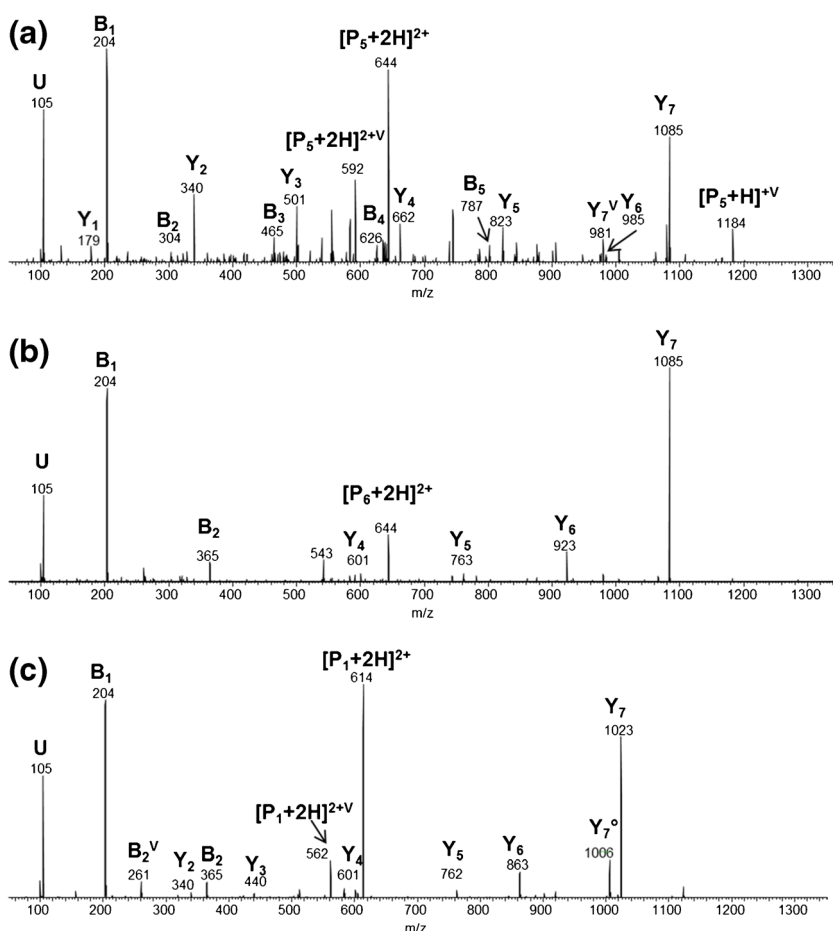 (a)
B1
204
U
105
Y1
179
B2
304
Y2
340
B3
465
Y3
501
[P5+2H]2+V
592
[P5+2H]2+
644
B4
626
Y4
662
B5
787
Y5
823
Y7V
981
Y6
985
Y7
1085
[P5+H]+V
1184
100 200 300 400 500 600 700 800 900 1000 1100 1200 1300
m/z
(b)
B1
204
U
105
B2
365
543
Y4
601
[P6+2H]2+
644
Y5
763
Y6
923
Y7
1085
100 200 300 400 500 600 700 800 900 1000 1100 1200 1300
m/z
(c)
B1
204
U
105
B2V
261
Y2
340
B2
365
Y3
440
[P1+2H]2+V
562
Y4
601
[P1+2H]2+
614
Y5
762
Y6
863
Y7o
1006
Y7
1023
100 200 300 400 500 600 700 800 900 1000 1100 1200 1300
m/z